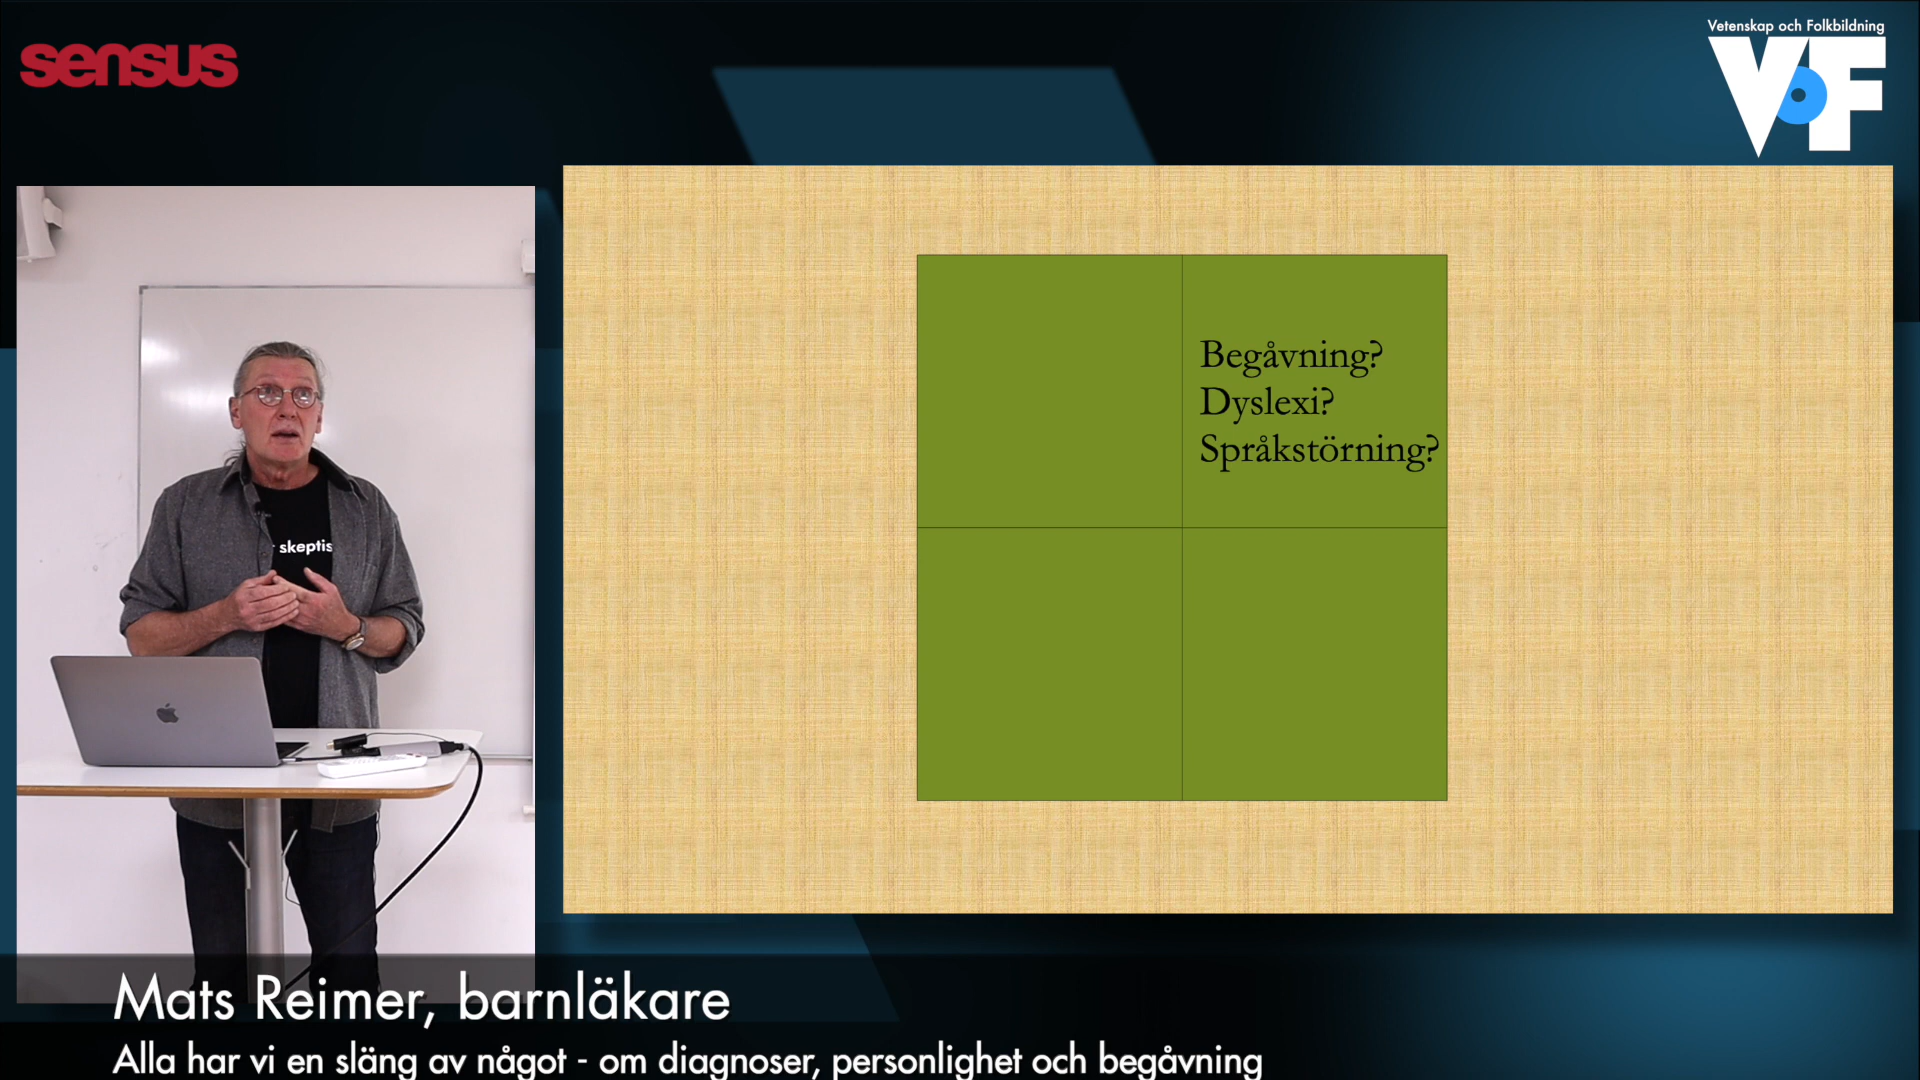 sensus
Vetenskap och Folkbildning
VoF
skeptis
Begåvning?
Dyslexi?
Språkstörning?
Mats Reimer, barnläkare
Alla har vi en släng av något - om diagnoser, personlighet och begåvning